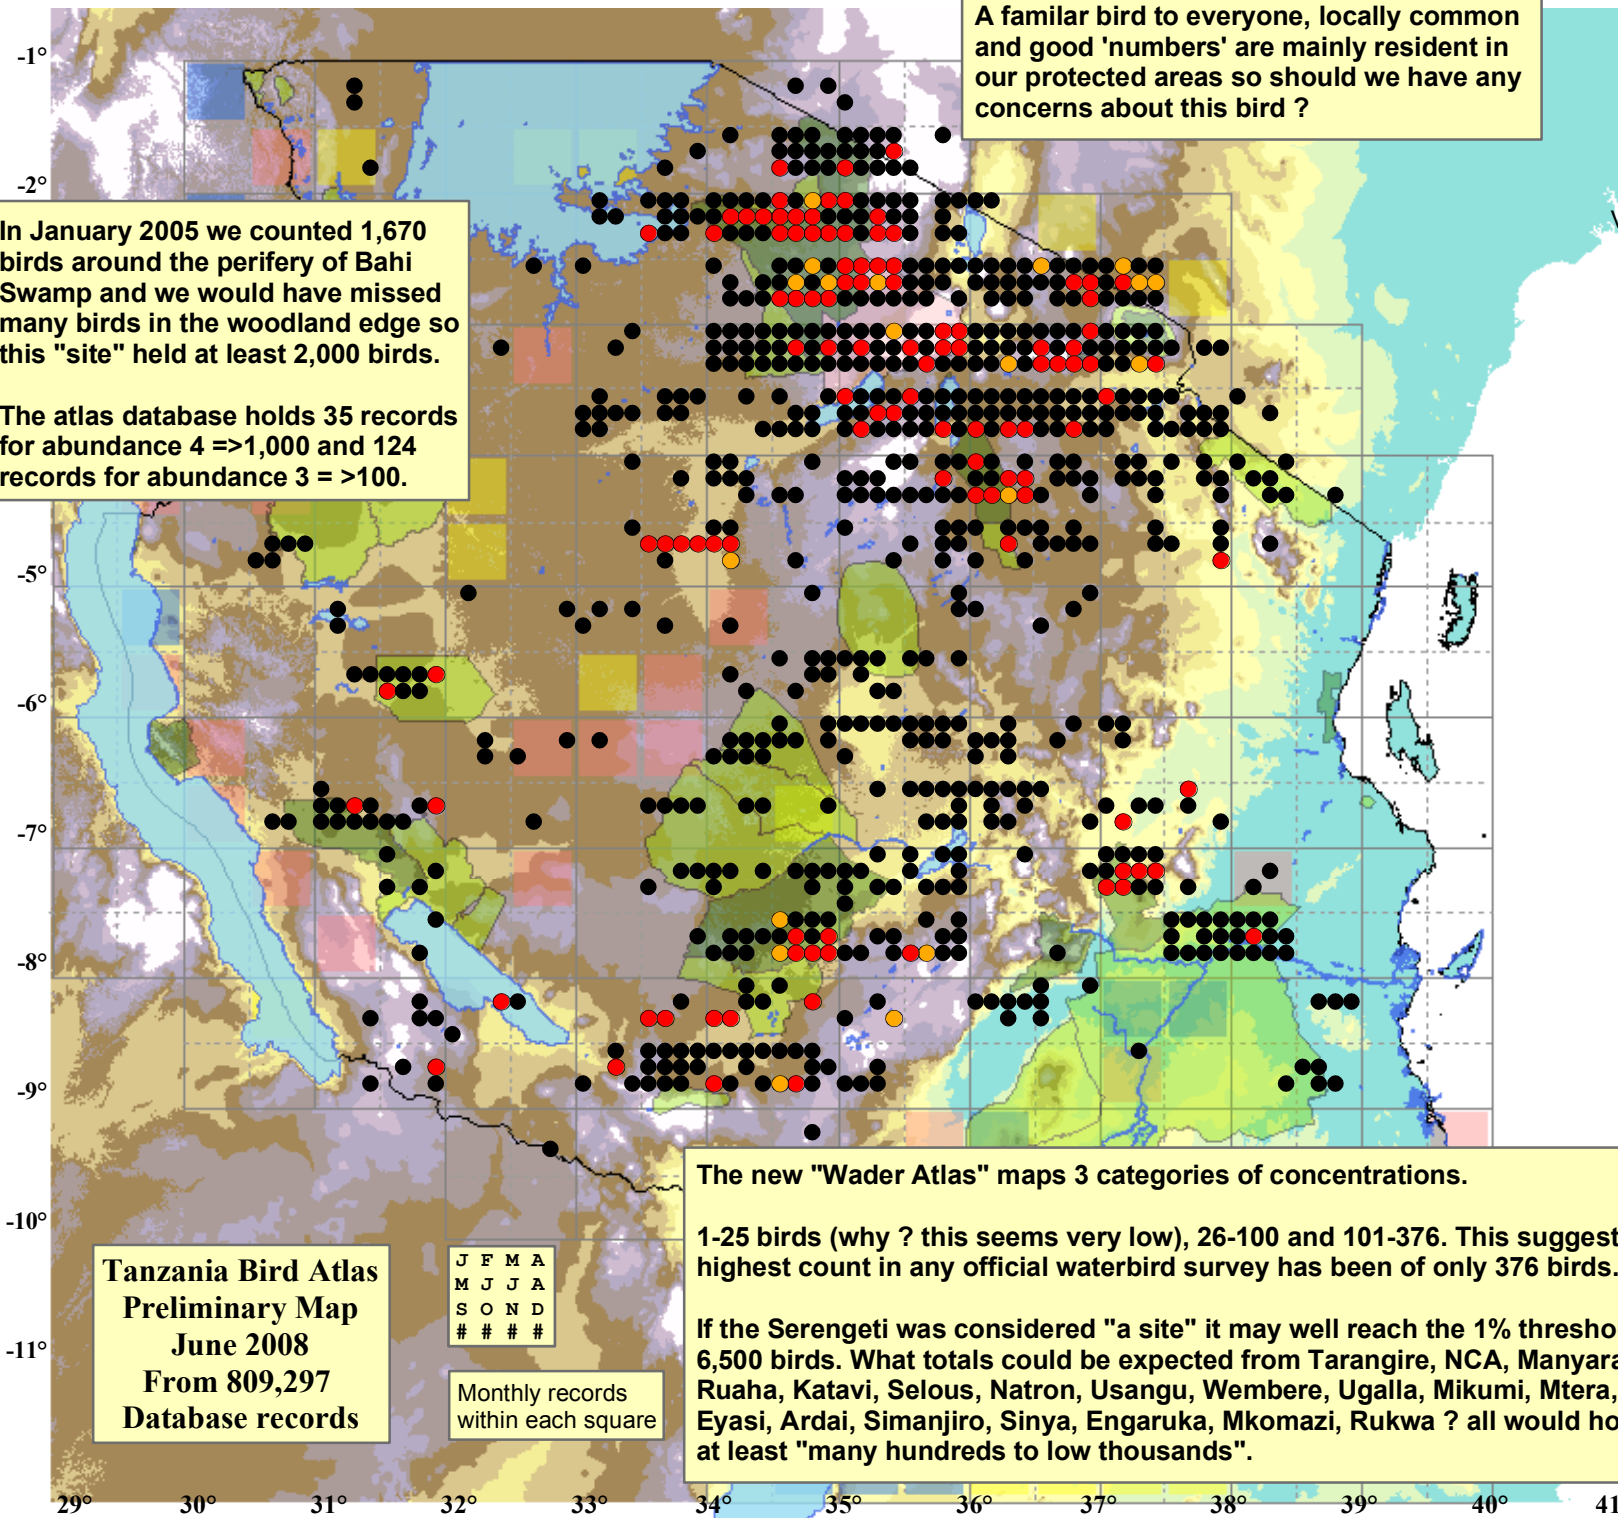 A familar bird to everyone, locally common
and good 'numbers' are mainly resident in
our protected areas so should we have any
concerns about this bird ?
-1°
-2°
In January 2005 we counted 1,670
birds around the perifery of Bahi
Swamp and we would have missed
many birds in the woodland edge so
this "site" held at least 2,000 birds.
The atlas database holds 35 records
for abundance 4 =>1,000 and 124
records for abundance 3 = >100.
-5°
-6°
-7°
-8°
-9°
-10°
-11°
The new "Wader Atlas" maps 3 categories of concentrations.
1-25 birds (why ? this seems very low), 26-100 and 101-376. This suggest
highest count in any official waterbird survey has been of only 376 birds.
If the Serengeti was considered "a site" it may well reach the 1% thresho
6,500 birds. What totals could be expected from Tarangire, NCA, Manyara
Ruaha, Katavi, Selous, Natron, Usangu, Wembere, Ugalla, Mikumi, Mtera,
Eyasi, Ardai, Simanjiro, Sinya, Engaruka, Mkomazi, Rukwa ? all would ho
at least "many hundreds to low thousands".
Tanzania Bird Atlas
Preliminary Map
June 2008
From 809,297
Database records
J F M A
M J J A
S O N D
# # # #
Monthly records
within each square
29° 30° 31° 32° 33° 34° 35° 36° 37° 38° 39° 40° 41